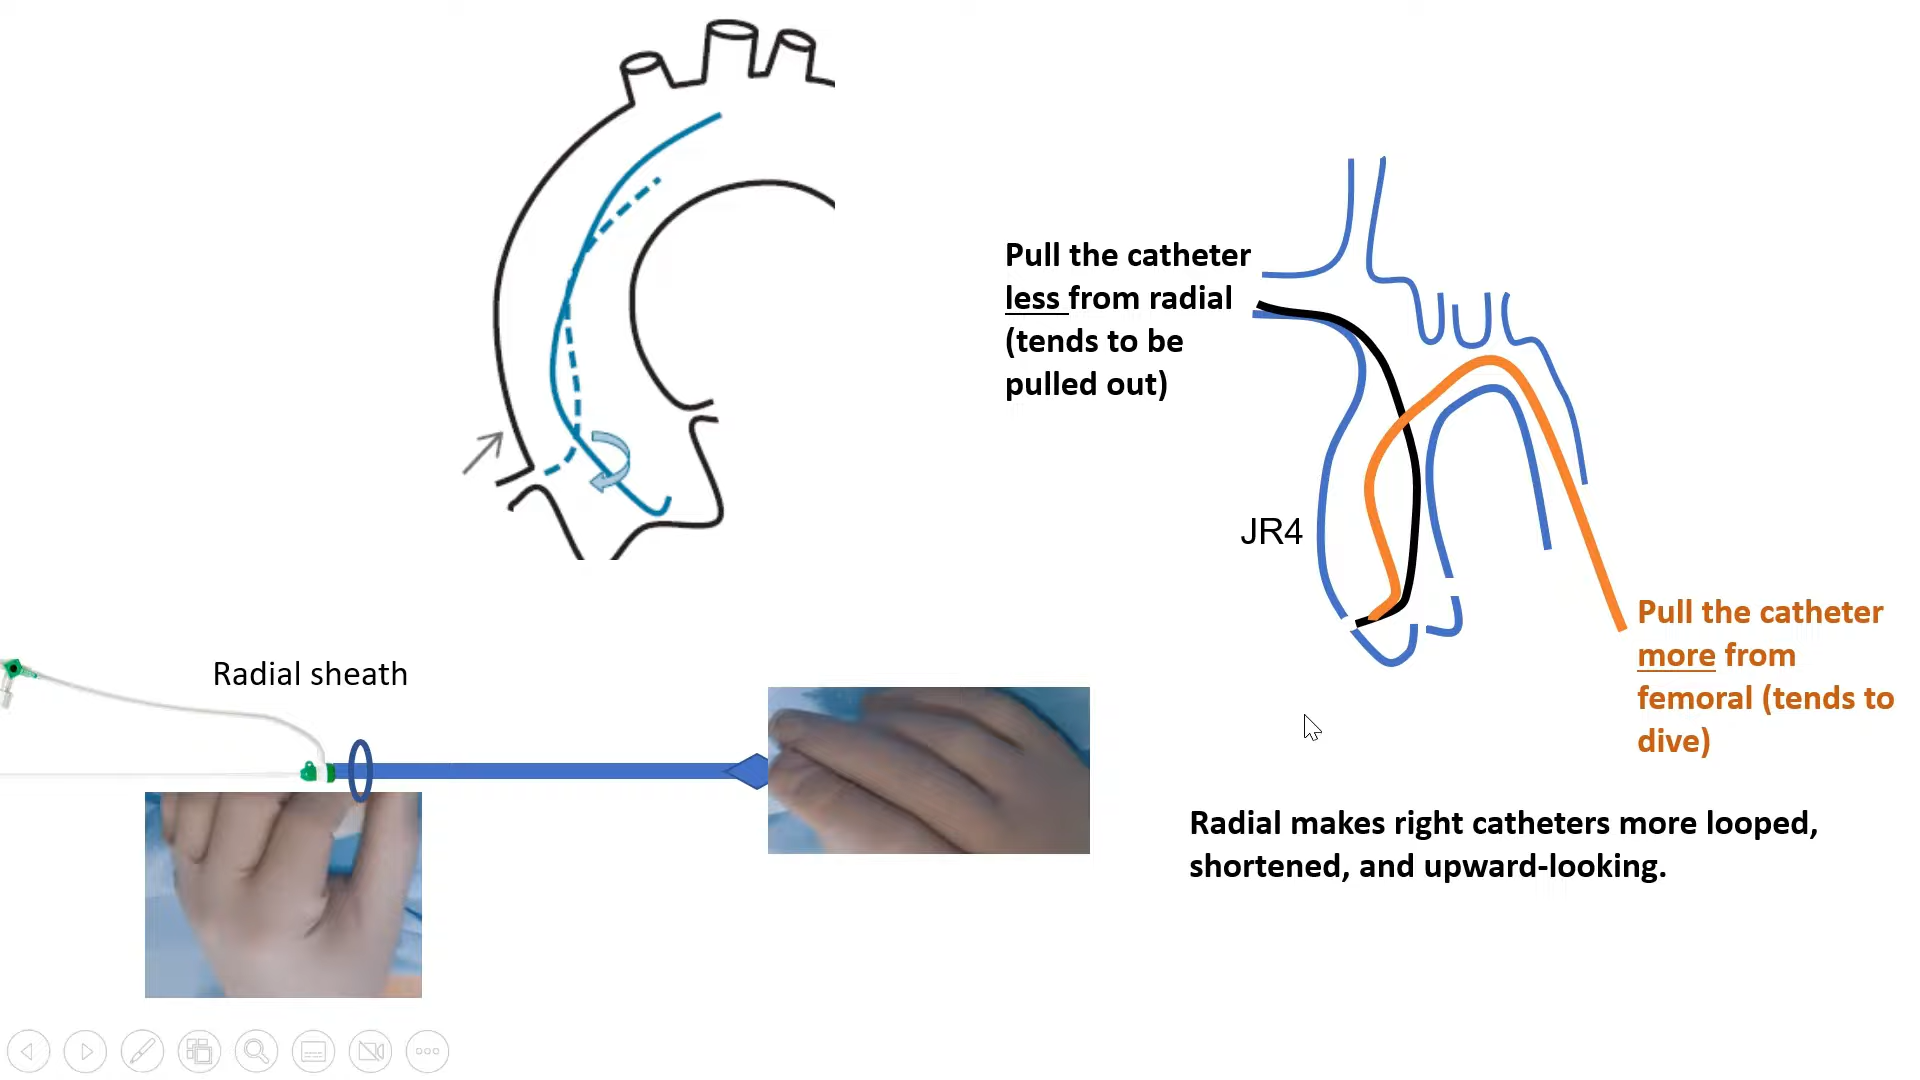 Pull the catheter
less from radial
(tends to be
pulled out)
JR4
Pull the catheter
more from
femoral (tends to
dive)
Radial sheath
Radial makes right catheters more looped,
shortened, and upward-looking.